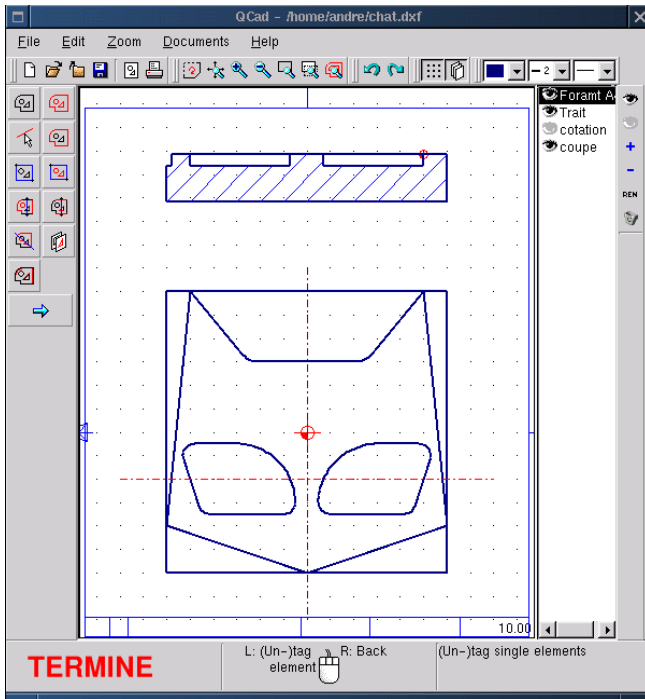 QCad - /home/andre/chat.dxf
File Edit Zoom Documents Help
2
Foramt A
Trait
cotation
coupe
REN
10.00
TERMINE
L: (Un-)tag element
R: Back
(Un-)tag single elements